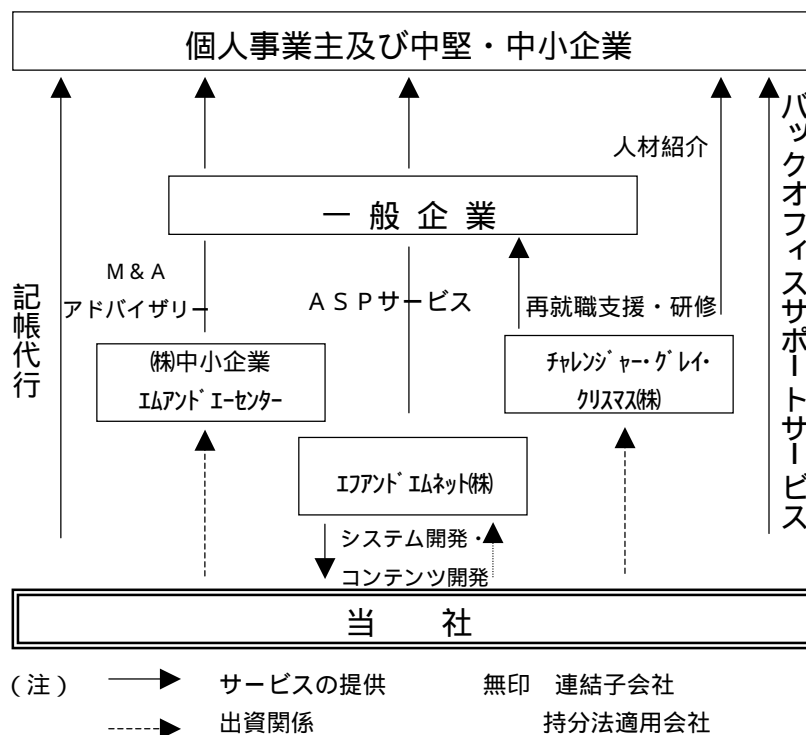 個人事業主及び中堅・中小企業
人材紹介
一般企業
バックオフィスサポートサービス
記帳代行
M&A
アドバイザリー
ASPサービス
再就職支援・研修
㈱中小企業
エムアンドエーセンター
チャレンジャー・グレイ・
クリスマス㈱
エフアンドエムネット㈱
システム開発・
コンテンツ開発
当 社
(注) サービスの提供 無印 連結子会社
出資関係 持分法適用会社